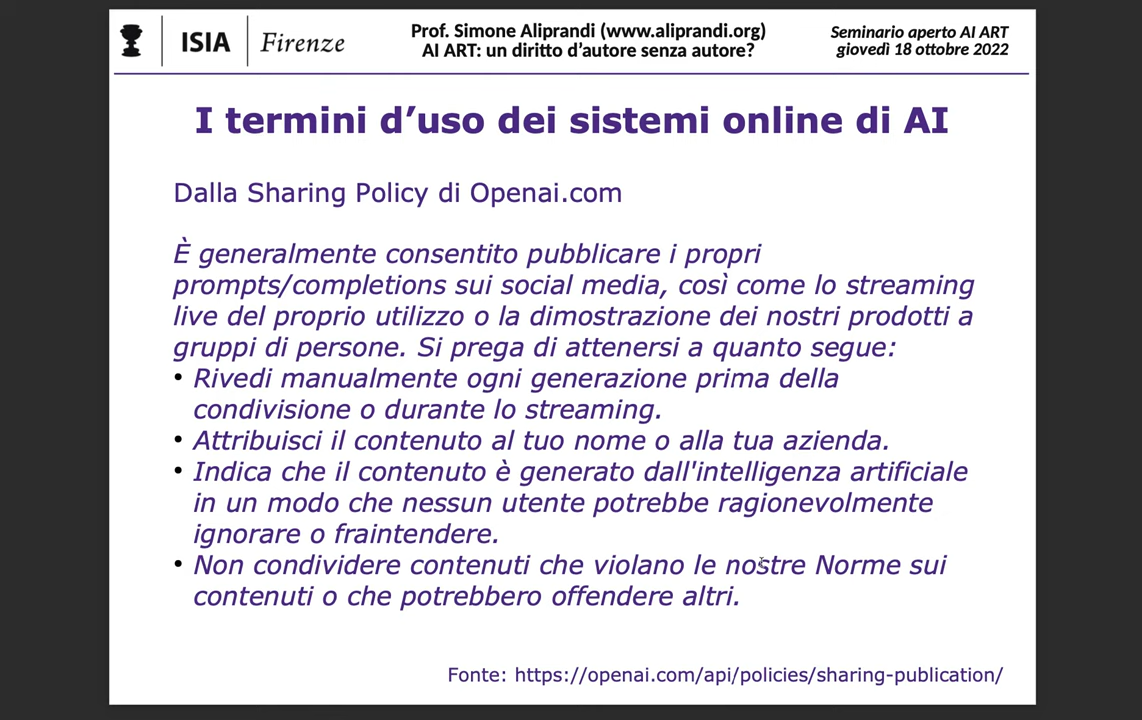 ISIA Firenze
Prof. Simone Aliprandi (www.aliprandi.org)
AI ART: un diritto d'autore senza autore?
Seminario aperto AI ART
giovedì 18 ottobre 2022
I termini d'uso dei sistemi online di AI
Dalla Sharing Policy di Openai.com
È generalmente consentito pubblicare i propri
prompts/completions sui social media, così come lo streaming
live del proprio utilizzo o la dimostrazione dei nostri prodotti a
gruppi di persone. Si prega di attenersi a quanto segue:
• Rivedi manualmente ogni generazione prima della
condivisione o durante lo streaming.
• Attribuisci il contenuto al tuo nome o alla tua azienda.
• Indica che il contenuto è generato dall'intelligenza artificiale
in un modo che nessun utente potrebbe ragionevolmente
ignorare o fraintendere.
• Non condividere contenuti che violano le nostre Norme sui
contenuti o che potrebbero offendere altri.
Fonte: https://openai.com/api/policies/sharing-publication/